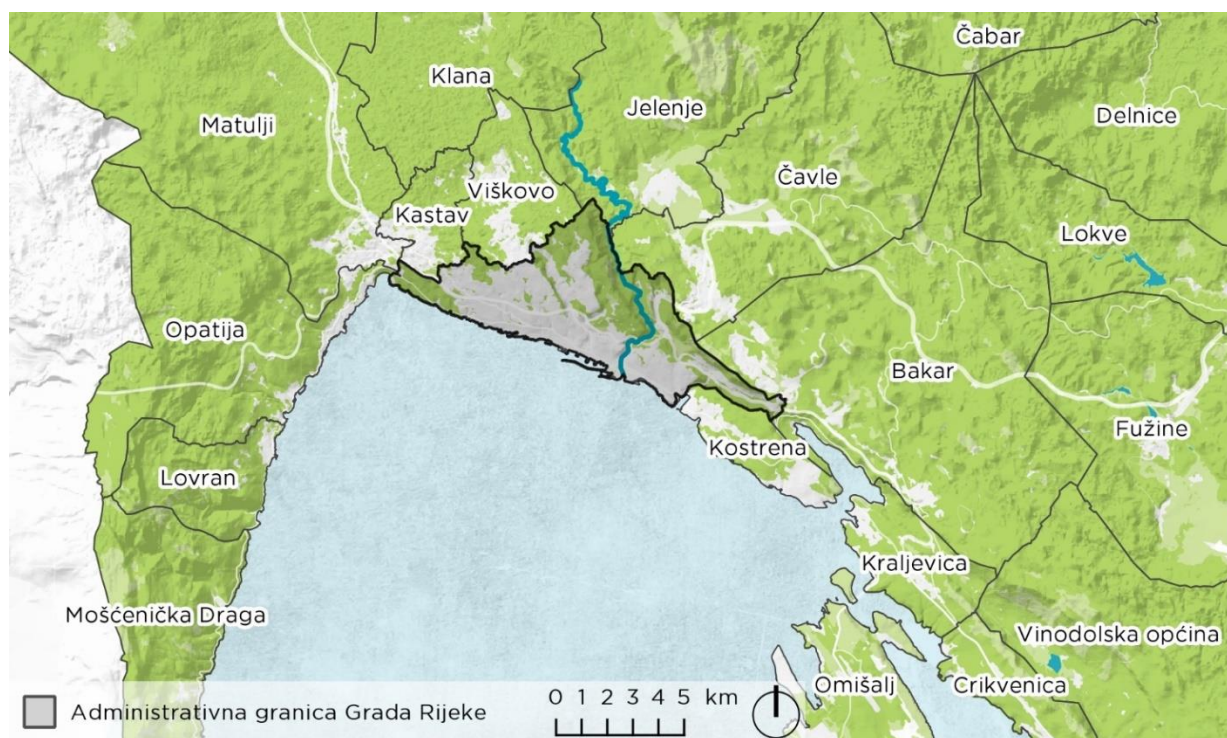 Čabar
Klana
Jelenje
Delnice
Matulji
Čavle
Viškovo
Kastav
Lokve
Opatija
Bakar
Fužine
Kostrena
Lovran
Kraljevica
Mošćenička Draga
Vinodolska općina
Omišalj
Crikvenica
0 1 2 3 4 5 km
Administrativna granica Grada Rijeke